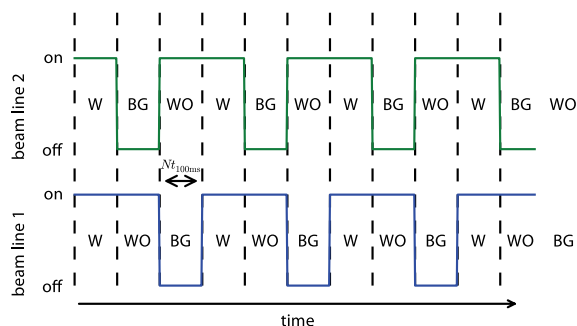 on
beam line 2
W BG WO W BG WO W BG WO W BG WO
off
Nt100ms
on
beam line 1
W WO BG W WO BG W WO BG W WO BG
off
time